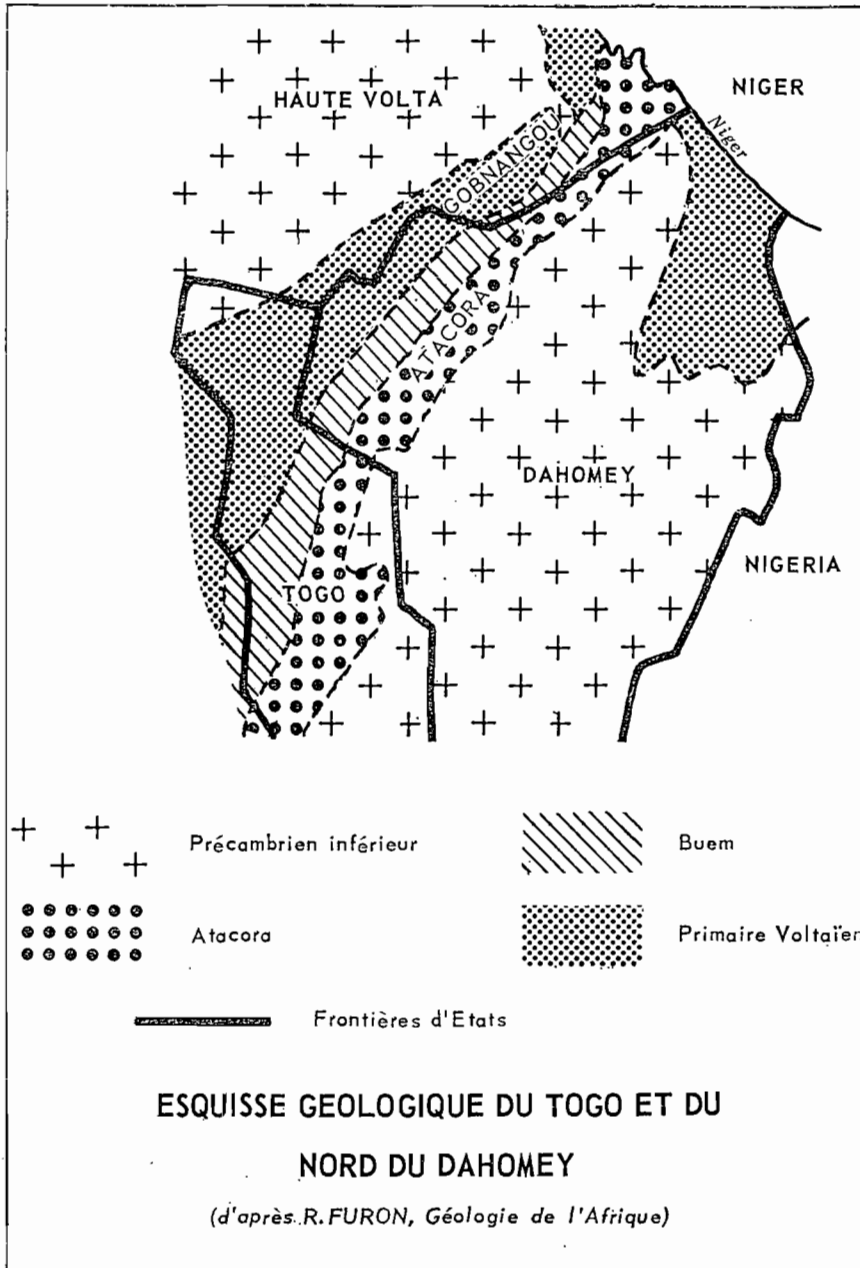 HAUTE VOLTA
NIGER
Niger
GOBNANGOU
ATACORA
DAHOMEY
NIGERIA
TOGO
Précambrien inférieur
Buem
Atacora
Primaire Voltaïen
Frontières d'Etats
ESQUISSE GEOLOGIQUE DU TOGO ET DU
NORD DU DAHOMEY
(d'après R. FURON, Géologie de l'Afrique)